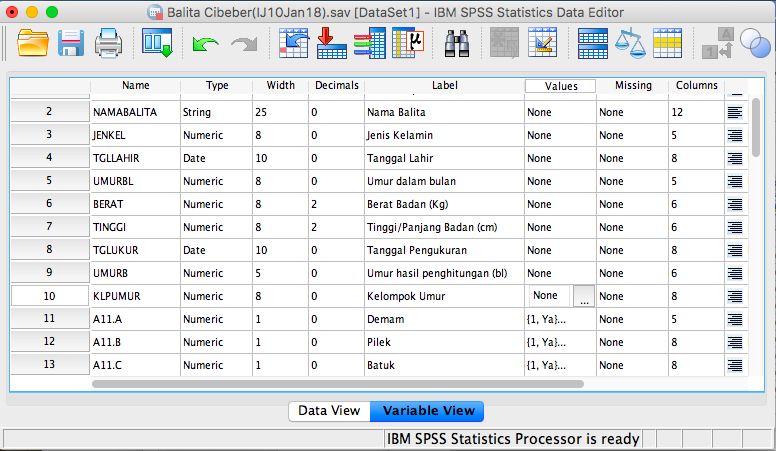 Balita Cibeber(IJ10Jan18).sav [DataSet1] - IBM SPSS Statistics Data Editor
Name Type Width Decimals Label Values Missing Columns
2 NAMABALITA String 25 0 Nama Balita None None 12
3 JENKEL Numeric 8 0 Jenis Kelamin None None 5
4 TGLLAHIR Date 10 0 Tanggal Lahir None None 8
5 UMURBL Numeric 8 0 Umur dalam bulan None None 5
6 BERAT Numeric 8 2 Berat Badan (Kg) None None 6
7 TINGGI Numeric 8 2 Tinggi/Panjang Badan (cm) None None 6
8 TGLUKUR Date 10 0 Tanggal Pengukuran None None 8
9 UMURB Numeric 5 0 Umur hasil penghitungan (bl) None None 6
10 KLPUMUR Numeric 8 0 Kelompok Umur None ... None 8
11 A11.A Numeric 1 0 Demam {1, Ya}... None 5
12 A11.B Numeric 1 0 Pilek {1, Ya}... None 8
13 A11.C Numeric 1 0 Batuk {1, Ya}... None 8
Data View Variable View
IBM SPSS Statistics Processor is ready